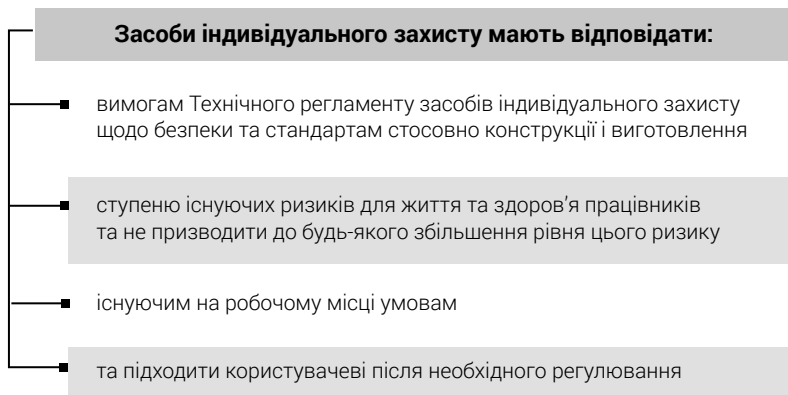 Засоби індивідуального захисту мають відповідати:
вимогам Технічного регламенту засобів індивідуального захисту
щодо безпеки та стандартам стосовно конструкції і виготовлення
ступеню існуючих ризиків для життя та здоров’я працівників
та не призводити до будь-якого збільшення рівня цього ризику
існуючим на робочому місці умовам
та підходити користувачеві після необхідного регулювання